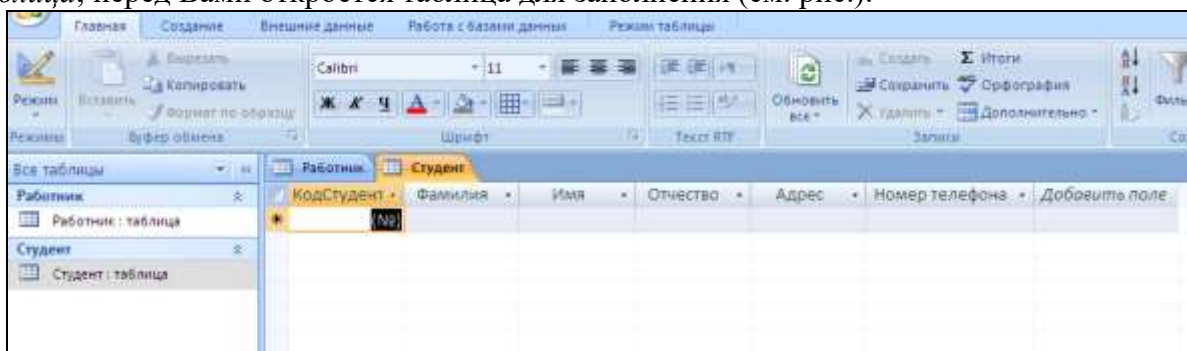 лица, перед Вами откроется таблица для заполнения (см. рис.).
Главная Создание Внешние данные Работа с базами данных Режим таблицы
Режим Вставить Вырезать Копировать Формат по образцу
Calibri 11
Ж К Ч А
Обновить все
Создать Сохранить Удалить
Σ Итоги Орфография Дополнительно
Филь
Режимы Буфер обмена Шрифт Текст RTF Записи Со
Все таблицы Работник Студент
Работник КодСтудент Фамилия Имя Отчество Адрес Номер телефона Добавить поле
Работник : таблица (№)
Студент
Студент : таблица